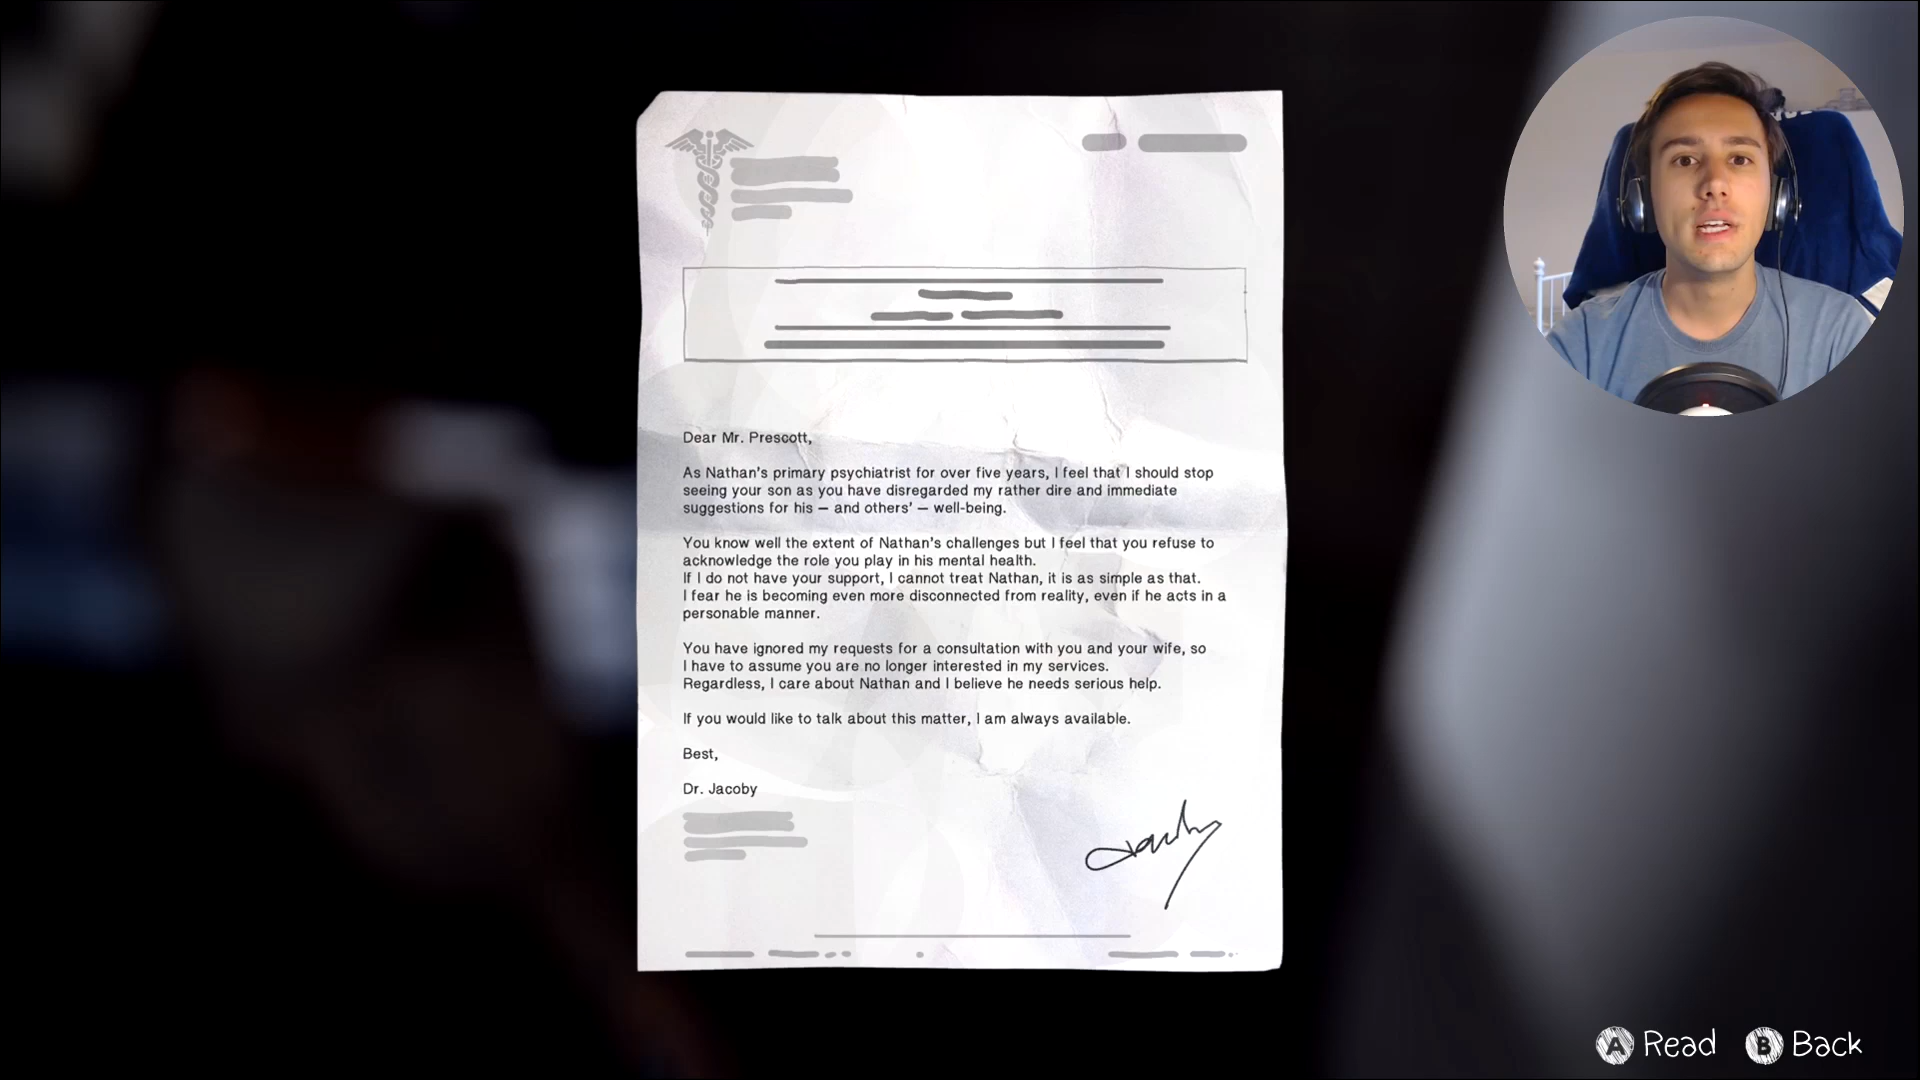 Dear Mr. Prescott,
As Nathan's primary psychiatrist for over five years, I feel that I should stop
seeing your son as you have disregarded my rather dire and immediate
suggestions for his — and others' — well-being.
You know well the extent of Nathan's challenges but I feel that you refuse to
acknowledge the role you play in his mental health.
If I do not have your support, I cannot treat Nathan, it is as simple as that.
I fear he is becoming even more disconnected from reality, even if he acts in a
personable manner.
You have ignored my requests for a consultation with you and your wife, so
I have to assume you are no longer interested in my services.
Regardless, I care about Nathan and I believe he needs serious help.
If you would like to talk about this matter, I am always available.
Best,
Dr. Jacoby
A Read B Back